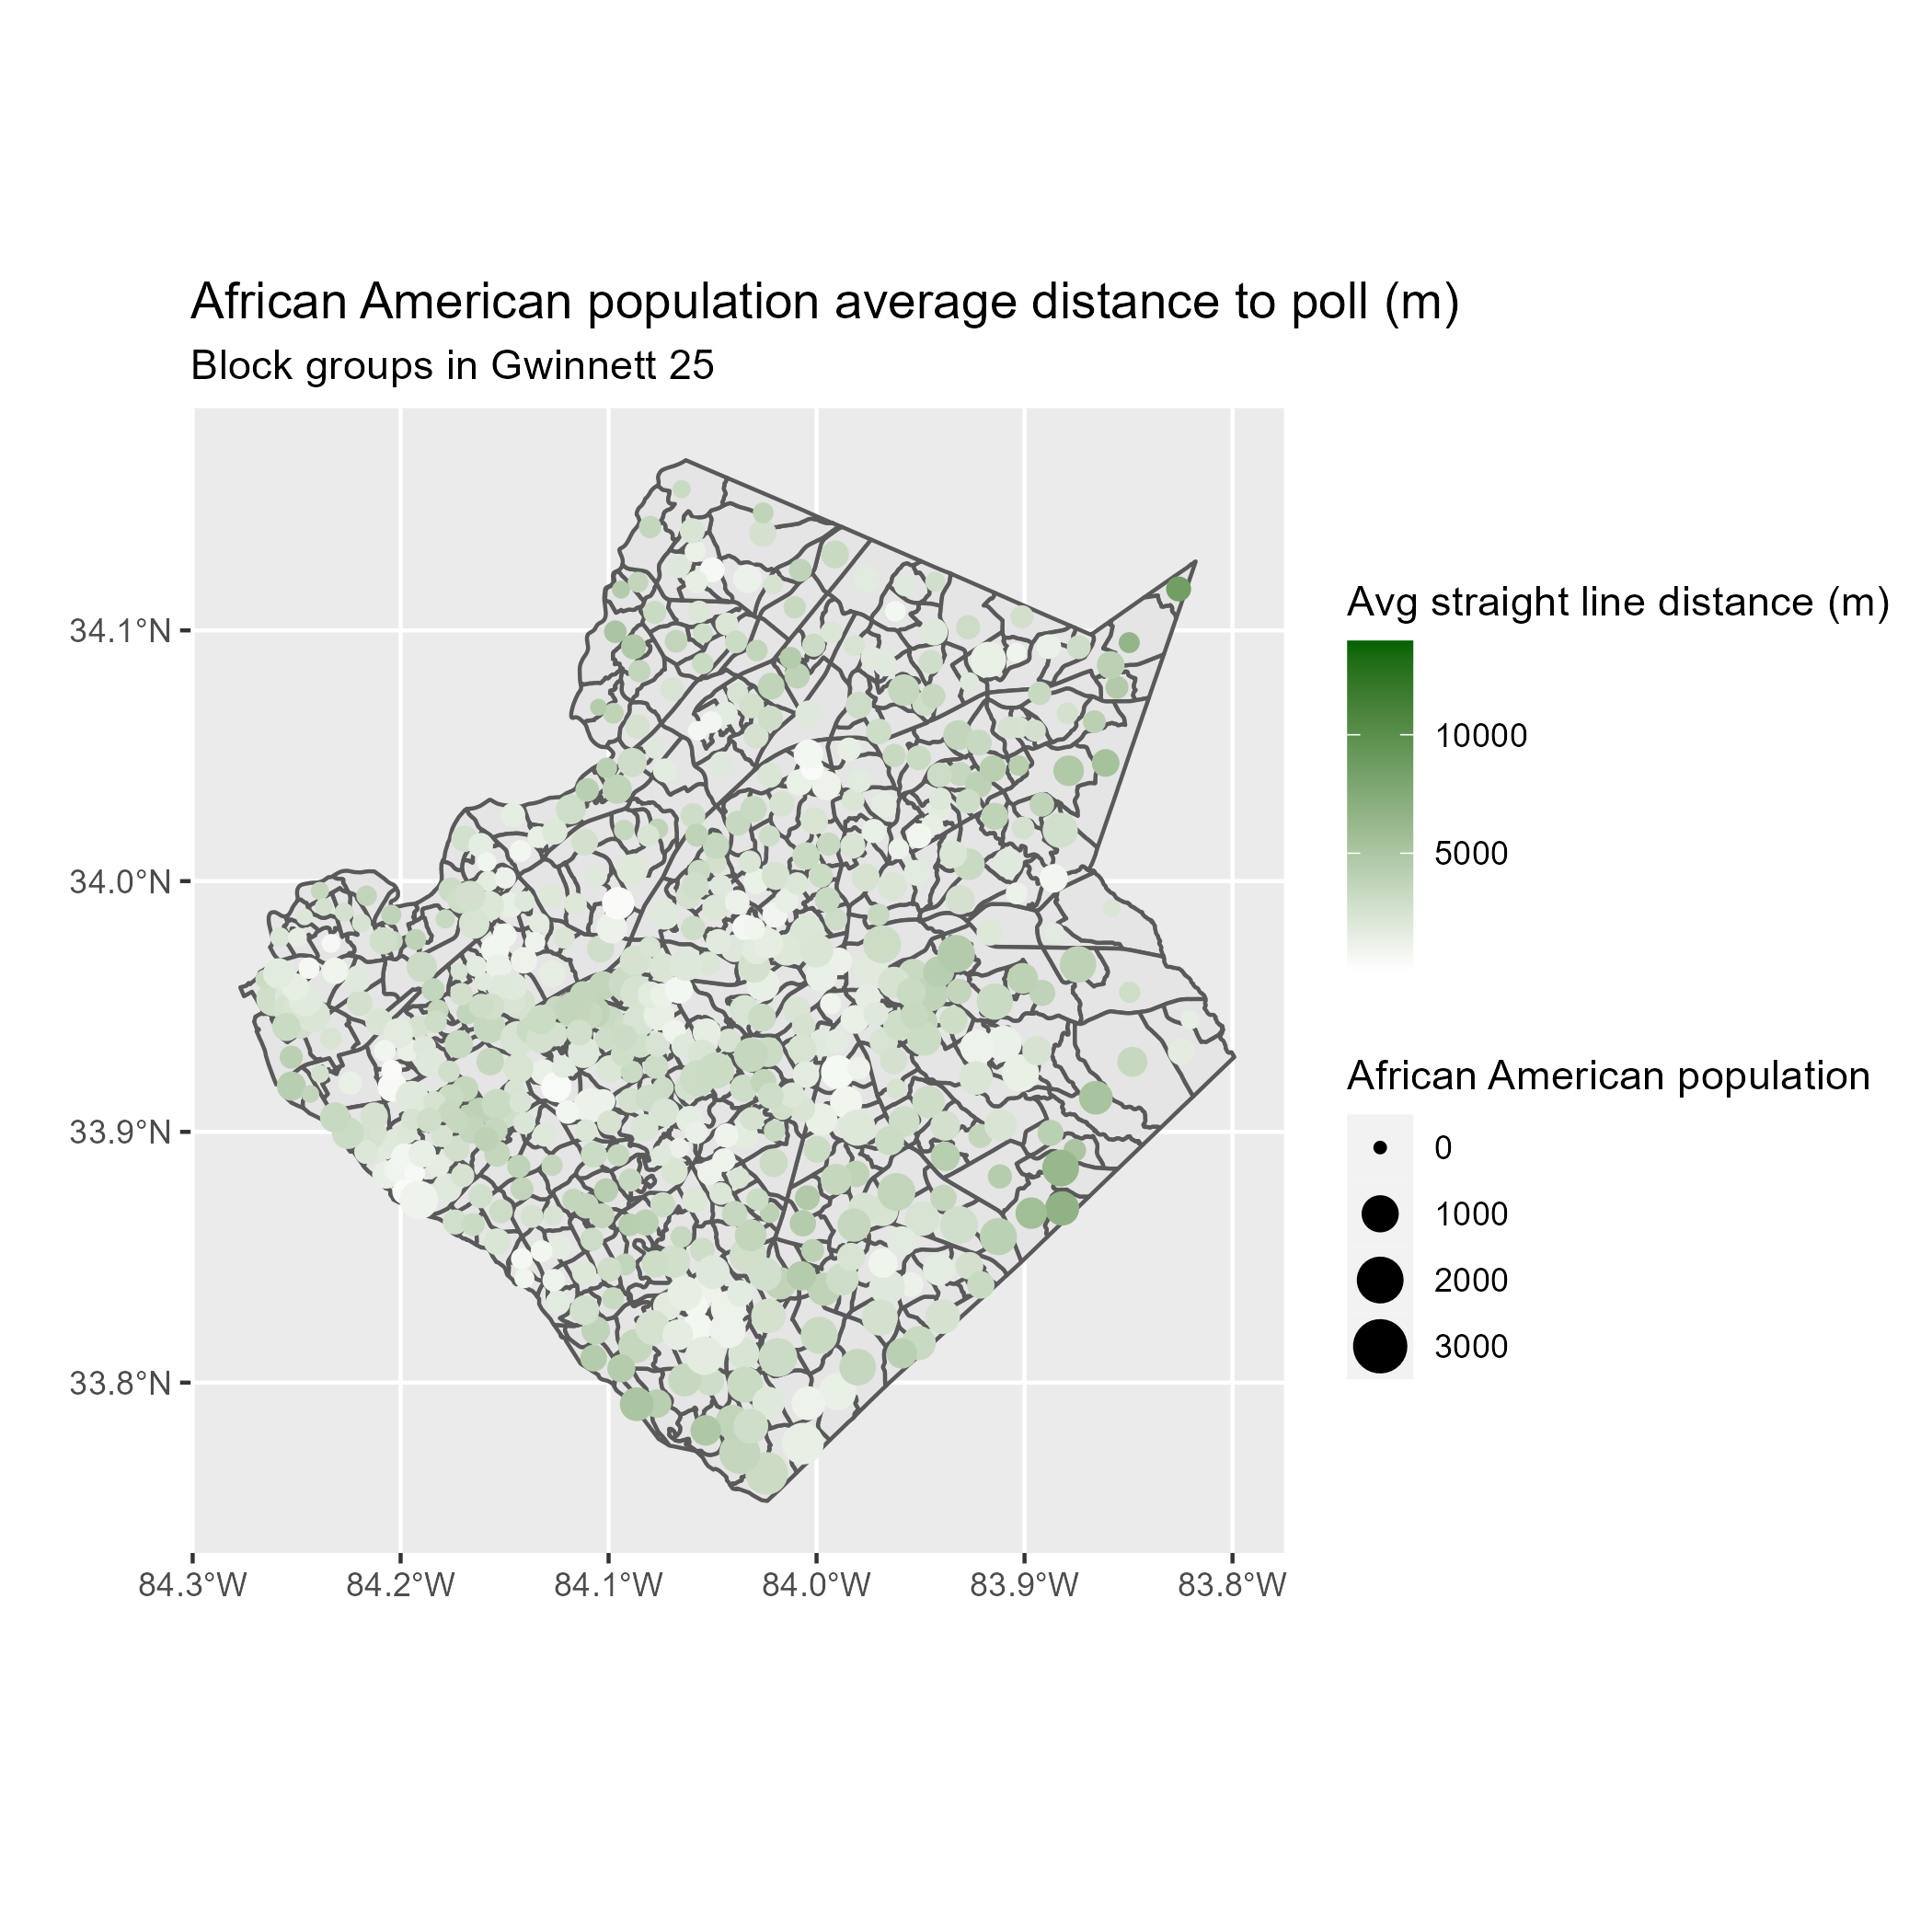 African American population average distance to poll (m)
Block groups in Gwinnett 25
34.1°N
34.0°N
33.9°N
33.8°N
84.3°W 84.2°W 84.1°W 84.0°W 83.9°W 83.8°W
Avg straight line distance (m)
10000
5000
African American population
0
1000
2000
3000